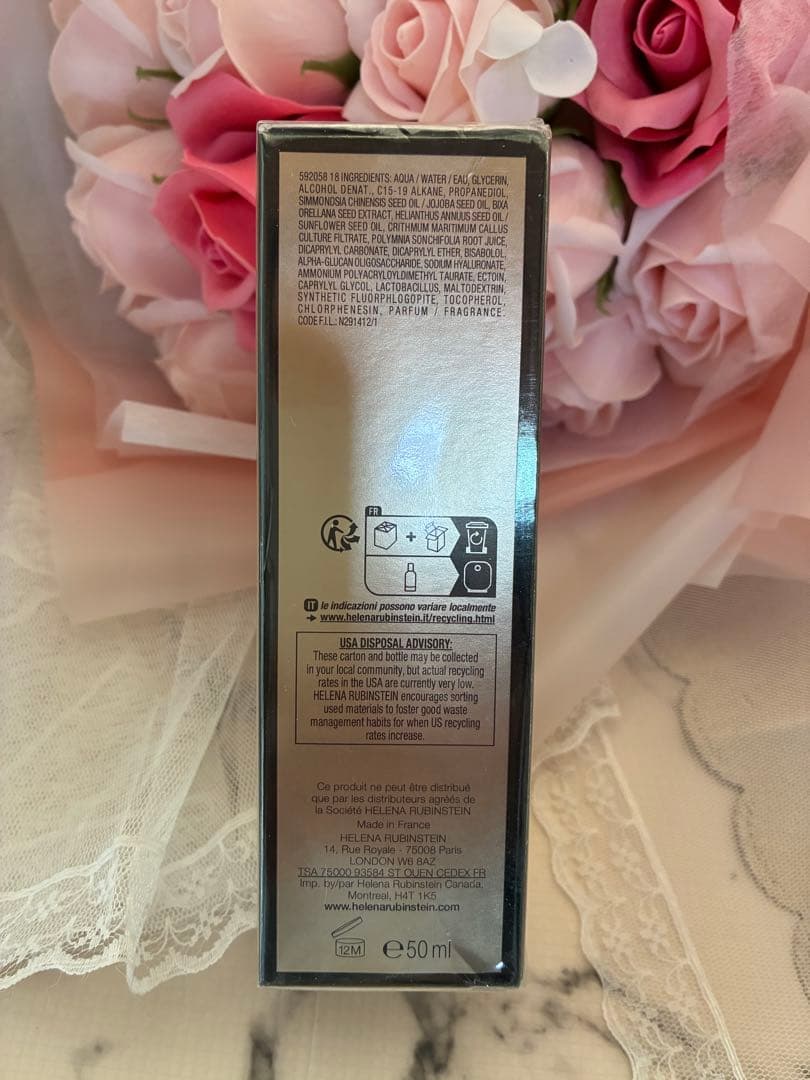 592058 18 INGREDIENTS: AQUA / WATER / EAU, GLYCERIN,
ALCOHOL DENAT., C15-19 ALKANE, PROPANEDIOL,
SIMMONDSIA CHINENSIS SEED OIL / JOJOBA SEED OIL, BIXA
ORELLANA SEED EXTRACT, HELIANTHUS ANNUUS SEED OIL /
SUNFLOWER SEED OIL, CRITHMUM MARITIMUM CALLUS
CULTURE FILTRATE, POLYMNIA SONCHIFOLIA ROOT JUICE,
DICAPRYLYL CARBONATE, DICAPRYLYL ETHER, BISABOLOL,
ALPHA-GLUCAN OLIGOSACCHARIDE, SODIUM HYALURONATE,
AMMONIUM POLYACRYLOYLDIMETHYL TAURATE, ECTOIN,
CAPRYLYL GLYCOL, LACTOBACILLUS, MALTODEXTRIN,
SYNTHETIC FLUORPHLOGOPITE, TOCOPHEROL,
CHLORPHENESIN, PARFUM / FRAGRANCE.
CODE F.I.L.: N291412/1
FR
+
IT le indicazioni possono variare localmente
→ www.helenarubinstein.it/recycling.html
USA DISPOSAL ADVISORY:
These carton and bottle may be collected
in your local community, but actual recycling
rates in the USA are currently very low.
HELENA RUBINSTEIN encourages sorting
used materials to foster good waste
management habits for when US recycling
rates increase.
Ce produit ne peut être distribué
que par les distributeurs agréés de
la Société HELENA RUBINSTEIN
Made in France
HELENA RUBINSTEIN
14, Rue Royale - 75008 Paris
LONDON W6 8AZ
TSA 75000 93584 ST OUEN CEDEX FR
Imp. by/par Helena Rubinstein Canada,
Montreal, H4T 1K5
www.helenarubinstein.com
12M
℮ 50 ml